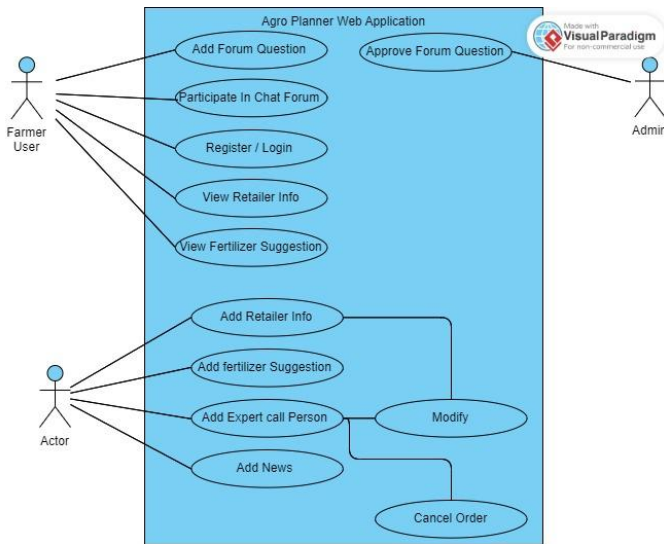 Agro Planner Web Application
Made with
VisualParadigm
For non-commercial use
Add Forum Question
Approve Forum Question
Participate In Chat Forum
Farmer
User
Admin
Register / Login
View Retailer Info
View Fertilizer Suggestion
Add Retailer Info
Add fertilizer Suggestion
Add Expert call Person
Modify
Actor
Add News
Cancel Order